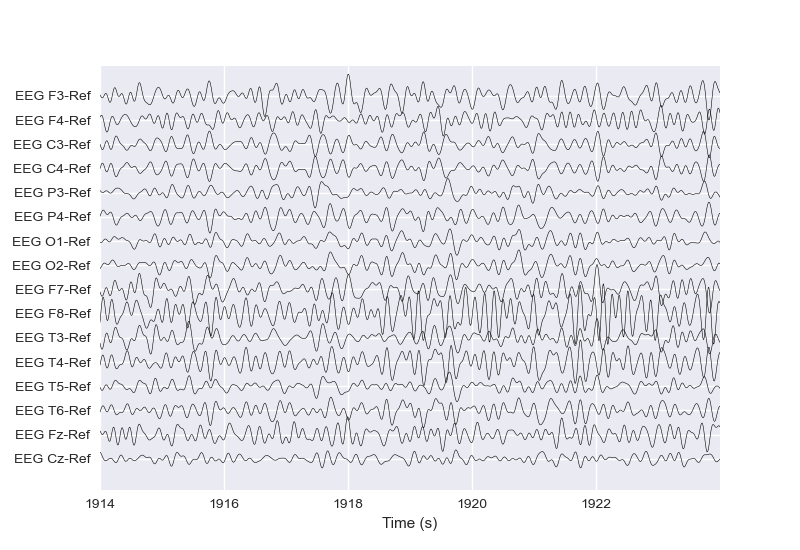 EEG F3-Ref
EEG F4-Ref
EEG C3-Ref
EEG C4-Ref
EEG P3-Ref
EEG P4-Ref
EEG O1-Ref
EEG O2-Ref
EEG F7-Ref
EEG F8-Ref
EEG T3-Ref
EEG T4-Ref
EEG T5-Ref
EEG T6-Ref
EEG Fz-Ref
EEG Cz-Ref
1914 1916 1918 1920 1922
Time (s)